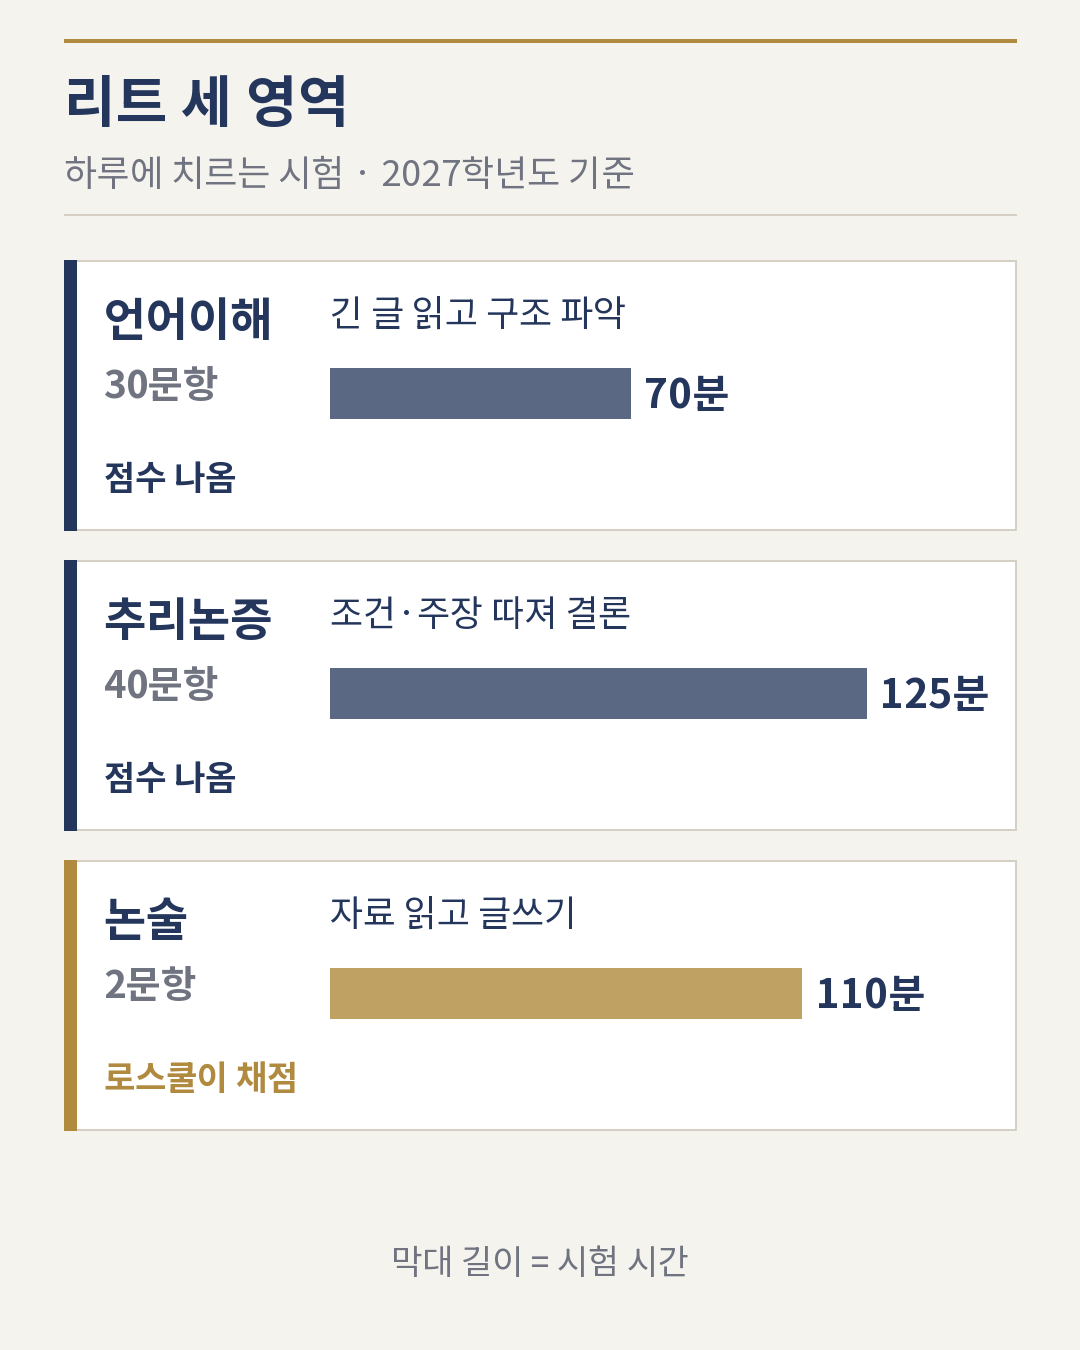 리트 세 영역
하루에 치르는 시험 · 2027학년도 기준
언어이해
긴 글 읽고 구조 파악
30문항
70분
점수 나옴
추리논증
조건·주장 따져 결론
40문항
125분
점수 나옴
논술
자료 읽고 글쓰기
2문항
110분
로스쿨이 채점
막대 길이 = 시험 시간